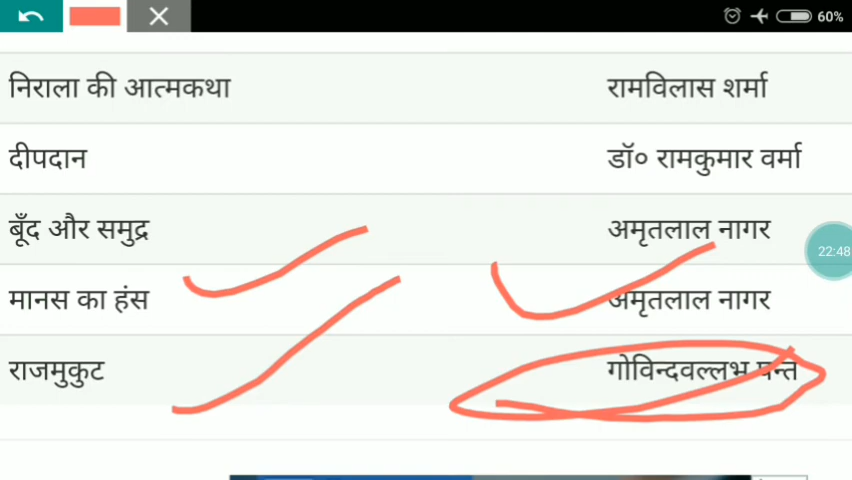 60%
निराला की आत्मकथा रामविलास शर्मा
दीपदान डॉ० रामकुमार वर्मा
बूँद और समुद्र अमृतलाल नागर
22:48
मानस का हंस अमृतलाल नागर
राजमुकुट गोविन्दवल्लभ पन्त